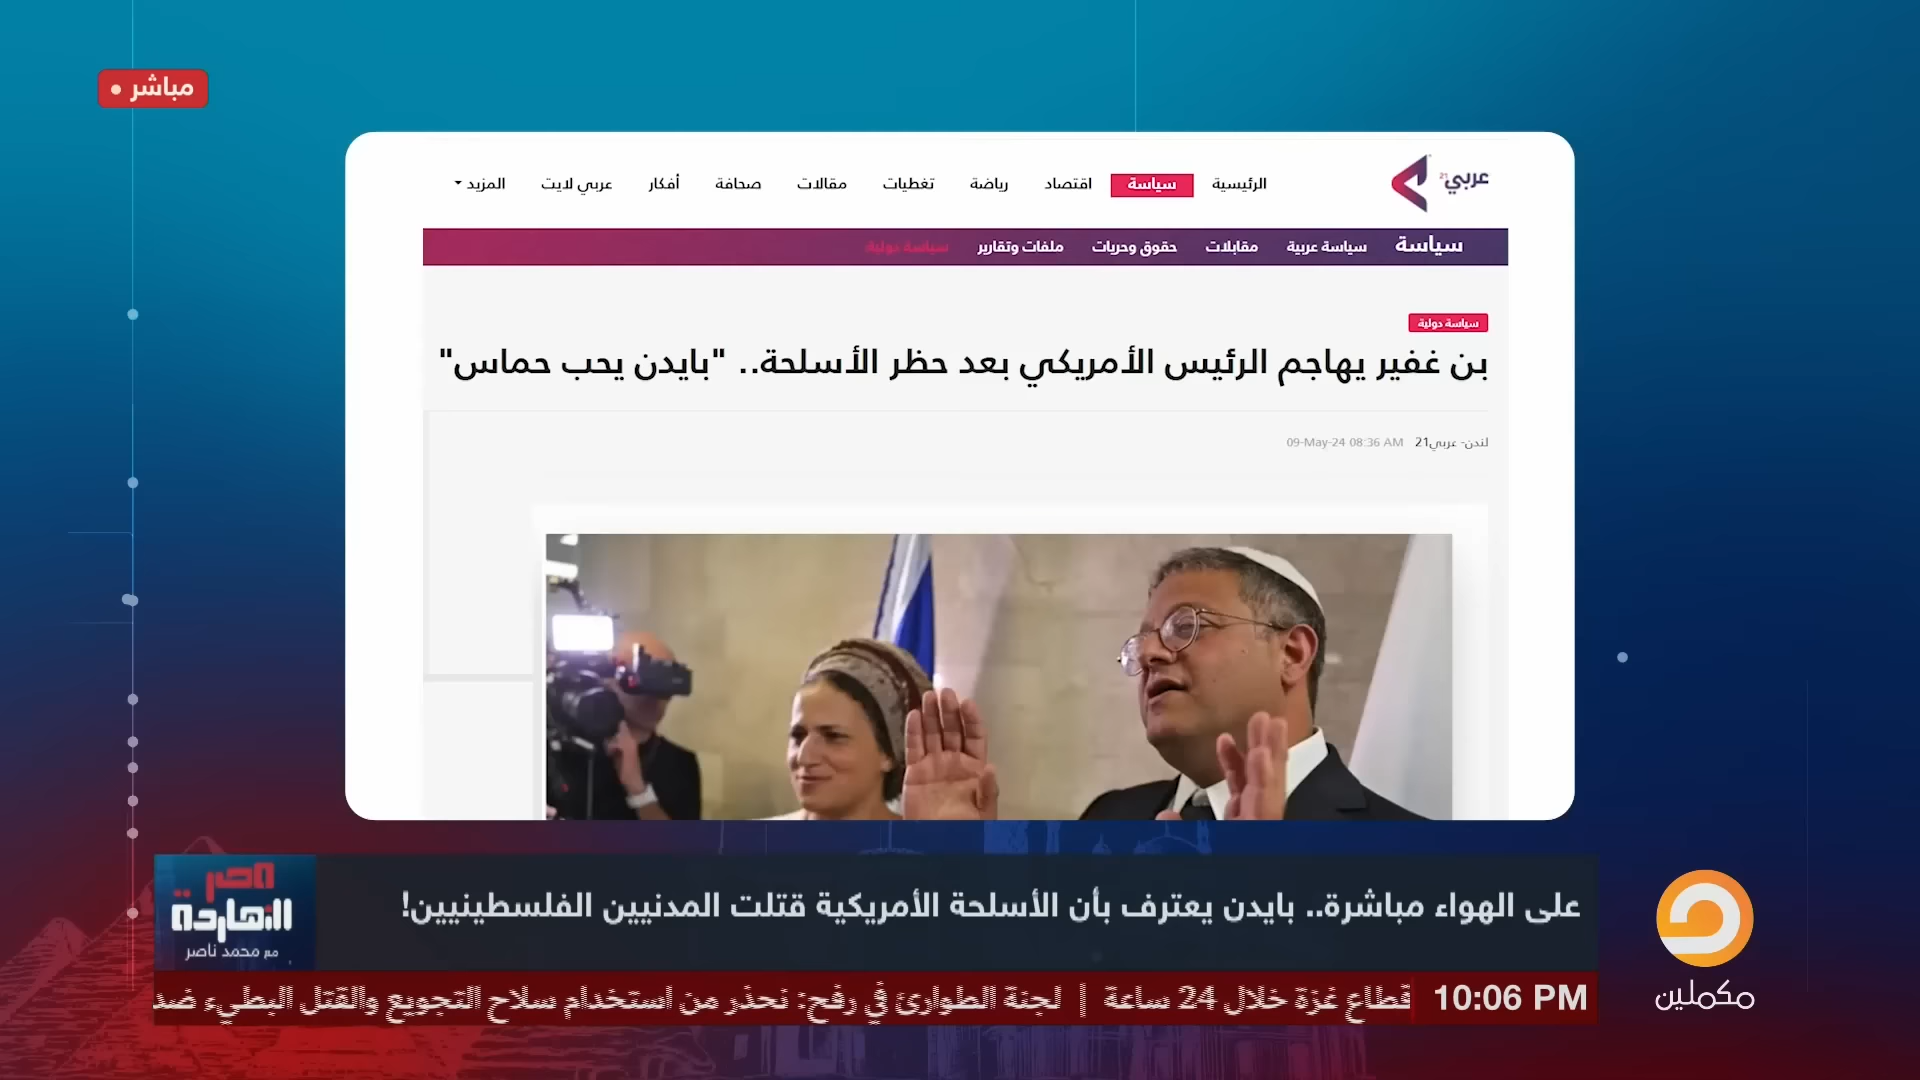 مباشر
عربي21
الرئيسية سياسة اقتصاد رياضة تغطيات مقالات صحافة أفكار عربي لايت المزيد
سياسة سياسة عربية مقابلات حقوق وحريات ملفات وتقارير سياسة دولية
سياسة دولية
بن غفير يهاجم الرئيس الأمريكي بعد حظر الأسلحة.. "بايدن يحب حماس"
لندن- عربي21 09-May-24 08:36 AM
على الهواء مباشرة.. بايدن يعترف بأن الأسلحة الأمريكية قتلت المدنيين الفلسطينيين!
مصر
النهاردة
مع محمد ناصر
10:06 PM قطاع غزة خلال 24 ساعة | لجنة الطوارئ في رفح: نحذر من استخدام سلاح التجويع والقتل البطيء ضد
مكملين